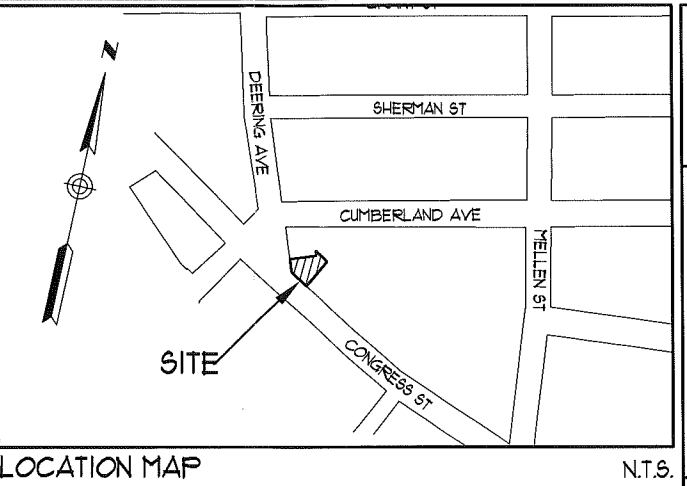 N
DEERING AVE
SHERMAN ST
CUMBERLAND AVE
MELLEN ST
SITE
CONGRESS ST
LOCATION MAP
N.T.S.